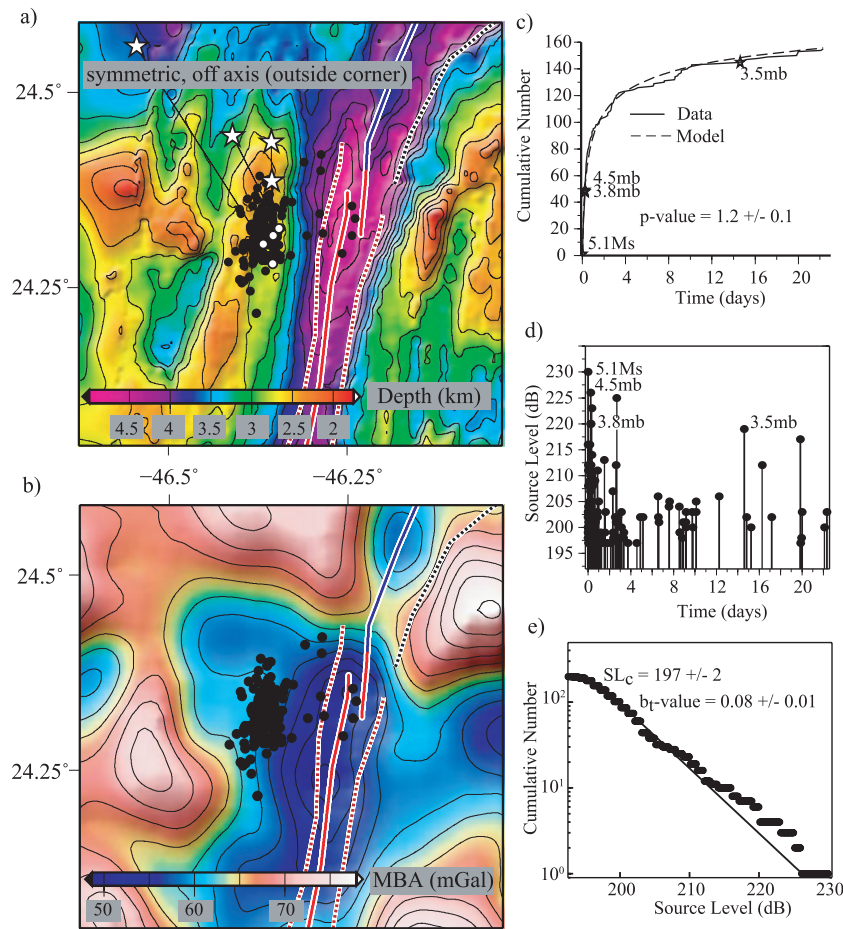 a)
symmetric, off axis (outside corner)
24.5°
24.25°
Depth (km)
4.5 4 3.5 3 2.5 2
−46.5° −46.25°
b)
24.5°
24.25°
MBA (mGal)
50 60 70
c)
Cumulative Number
160
140
120
100
80
60
40
20
0
3.5mb
Data
Model
4.5mb
3.8mb
p-value = 1.2 +/- 0.1
5.1Ms
0 4 8 12 16 20
Time (days)
d)
Source Level (dB)
230
225
220
215
210
205
200
195
5.1Ms
4.5mb
3.8mb
3.5mb
0 4 8 12 16 20
Time (days)
e)
Cumulative Number
10²
10¹
10⁰
SLc = 197 +/- 2
bt-value = 0.08 +/- 0.01
200 210 220 230
Source Level (dB)